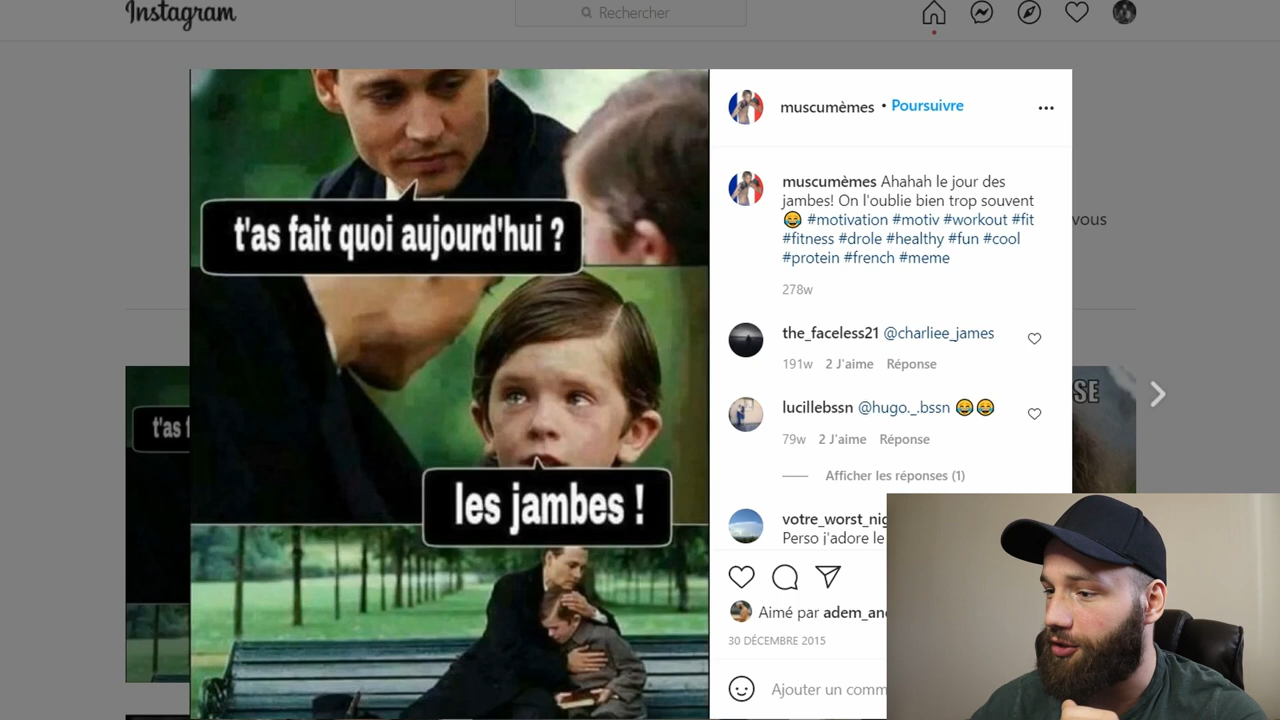 Instagram
Rechercher
t'as fait quoi aujourd'hui ?
les jambes !
t'as f
muscumèmes • Poursuivre
muscumèmes Ahahah le jour des
jambes! On l'oublie bien trop souvent
😂 #motivation #motiv #workout #fit
#fitness #drole #healthy #fun #cool
#protein #french #meme
278w
the_faceless21 @charliee_james
191w 2 J'aime Réponse
lucillebssn @hugo._.bssn 😂😂
79w 2 J'aime Réponse
Afficher les réponses (1)
votre_worst_nig
Perso j'adore le
Aimé par adem_an
30 DÉCEMBRE 2015
Ajouter un comm
vous
SE